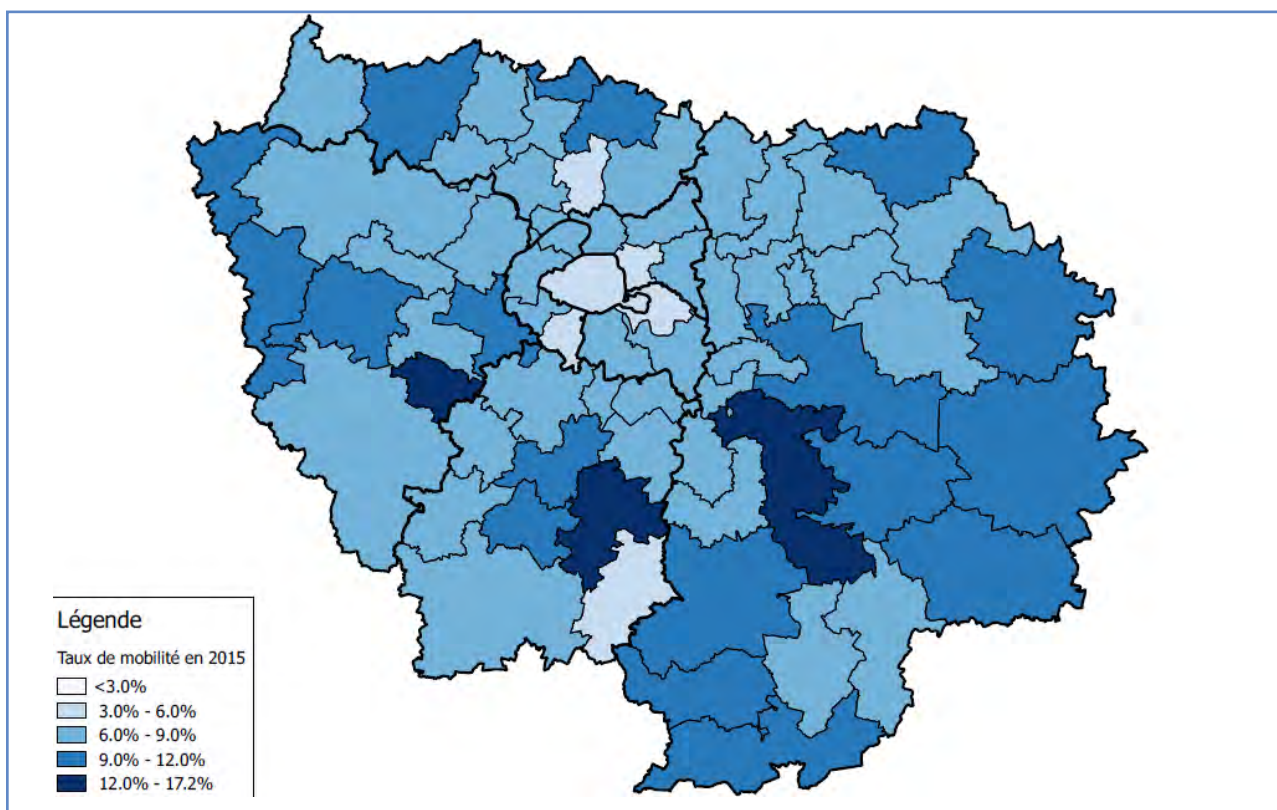 Légende
Taux de mobilité en 2015
<3.0%
3.0% - 6.0%
6.0% - 9.0%
9.0% - 12.0%
12.0% - 17.2%